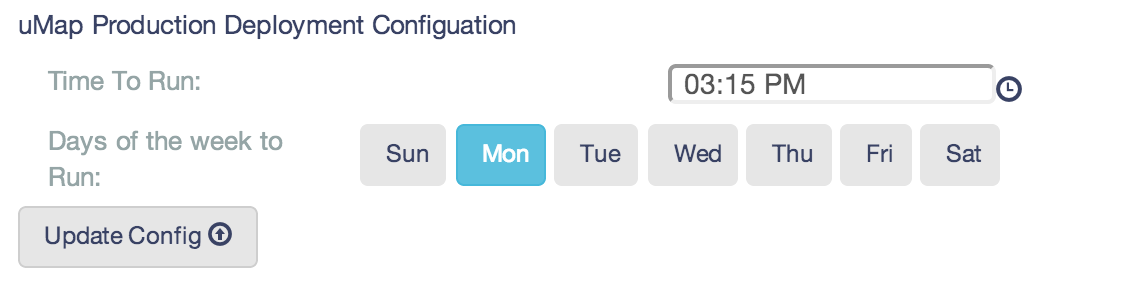 uMap Production Deployment Configuation
Time To Run:
03:15 PM
Days of the week to
Run:
Sun Mon Tue Wed Thu Fri Sat
Update Config